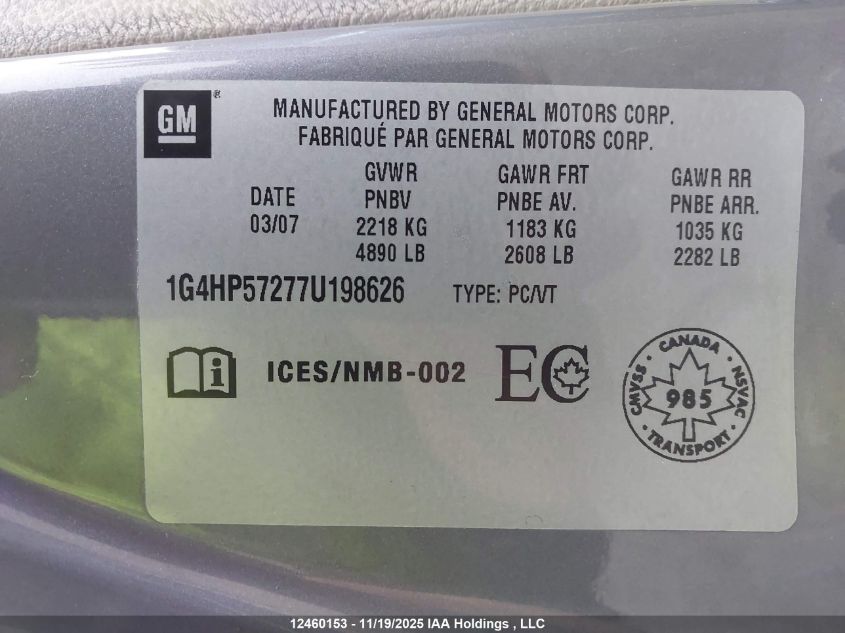 GM®
MANUFACTURED BY GENERAL MOTORS CORP.
FABRIQUÉ PAR GENERAL MOTORS CORP.
GVWR GAWR FRT GAWR RR
DATE PNBV PNBE AV. PNBE ARR.
03/07 2218 KG 1183 KG 1035 KG
4890 LB 2608 LB 2282 LB
1G4HP57277U198626 TYPE: PC/VT
i ICES/NMB-002 EC
CANADA
CMVSS 985 NSVAC
TRANSPORT
12460153 - 11/19/2025 IAA Holdings , LLC